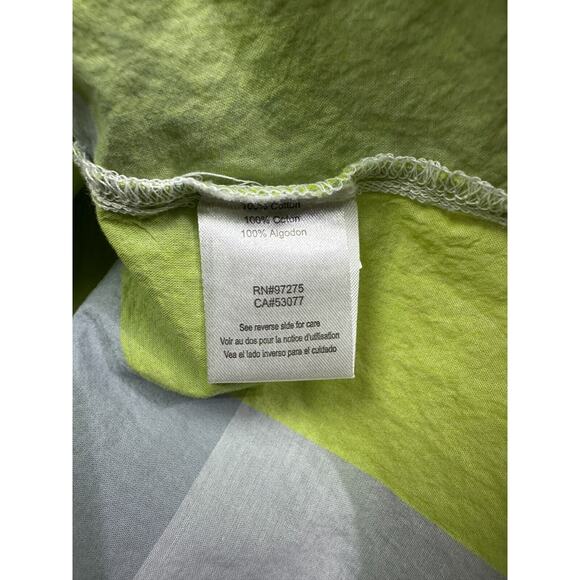 100% Cotton
100% Coton
100% Algodon
RN#97275
CA#53077
See reverse side for care
Voir au dos pour la notice d'utilisation
Vea el lado inverso para el cuidado